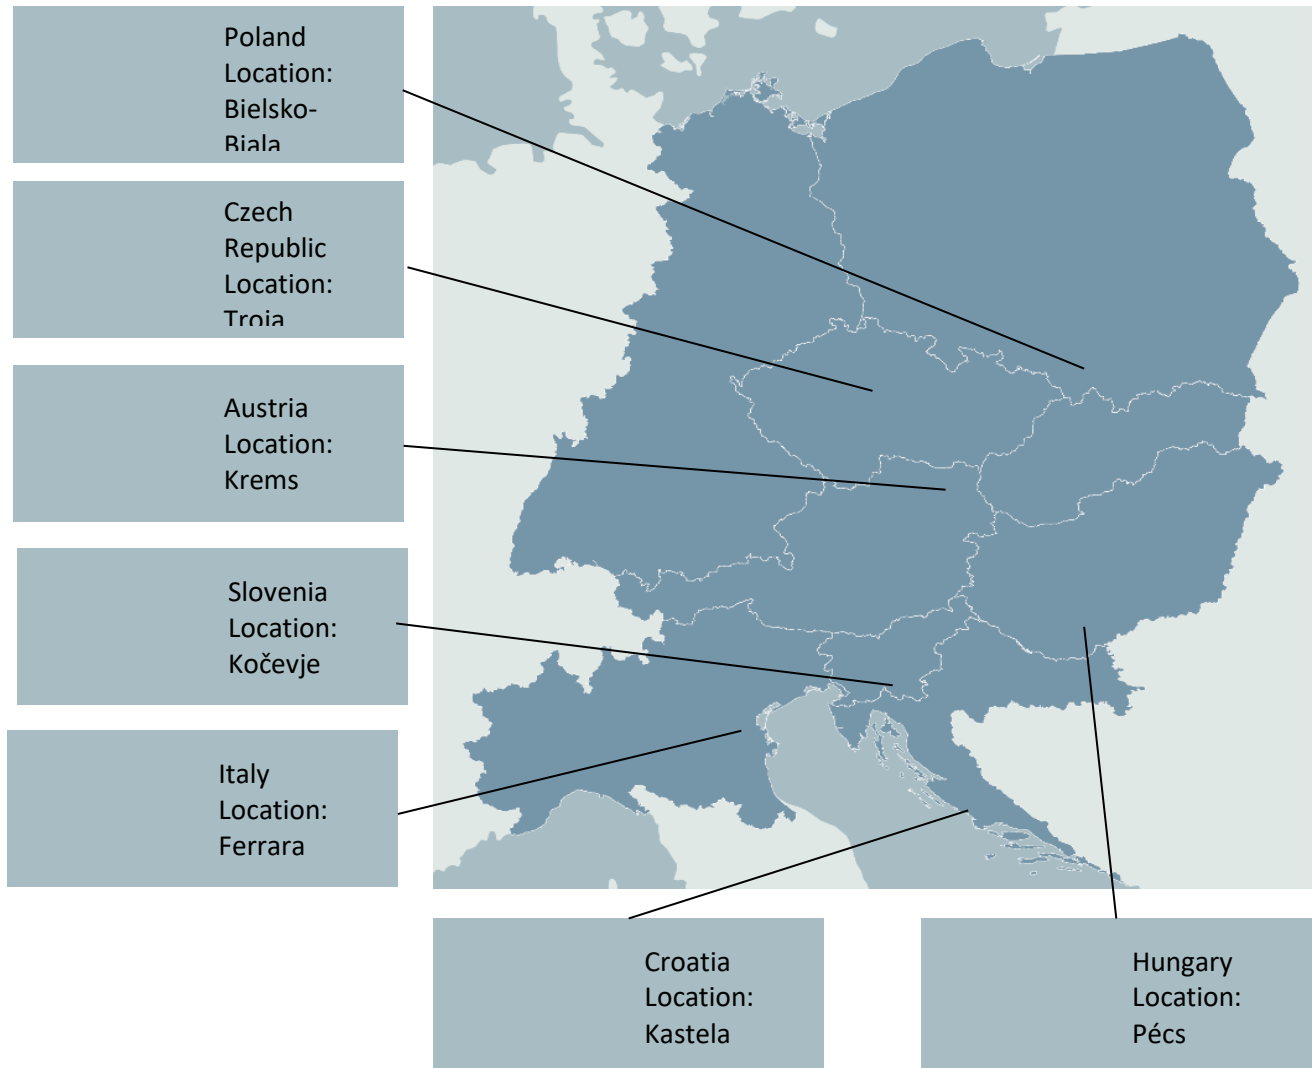 Poland
Location:
Bielsko-
Biala
Czech
Republic
Location:
Troja
Austria
Location:
Krems
Slovenia
Location:
Kočevje
Italy
Location:
Ferrara
Croatia
Location:
Kastela
Hungary
Location:
Pécs